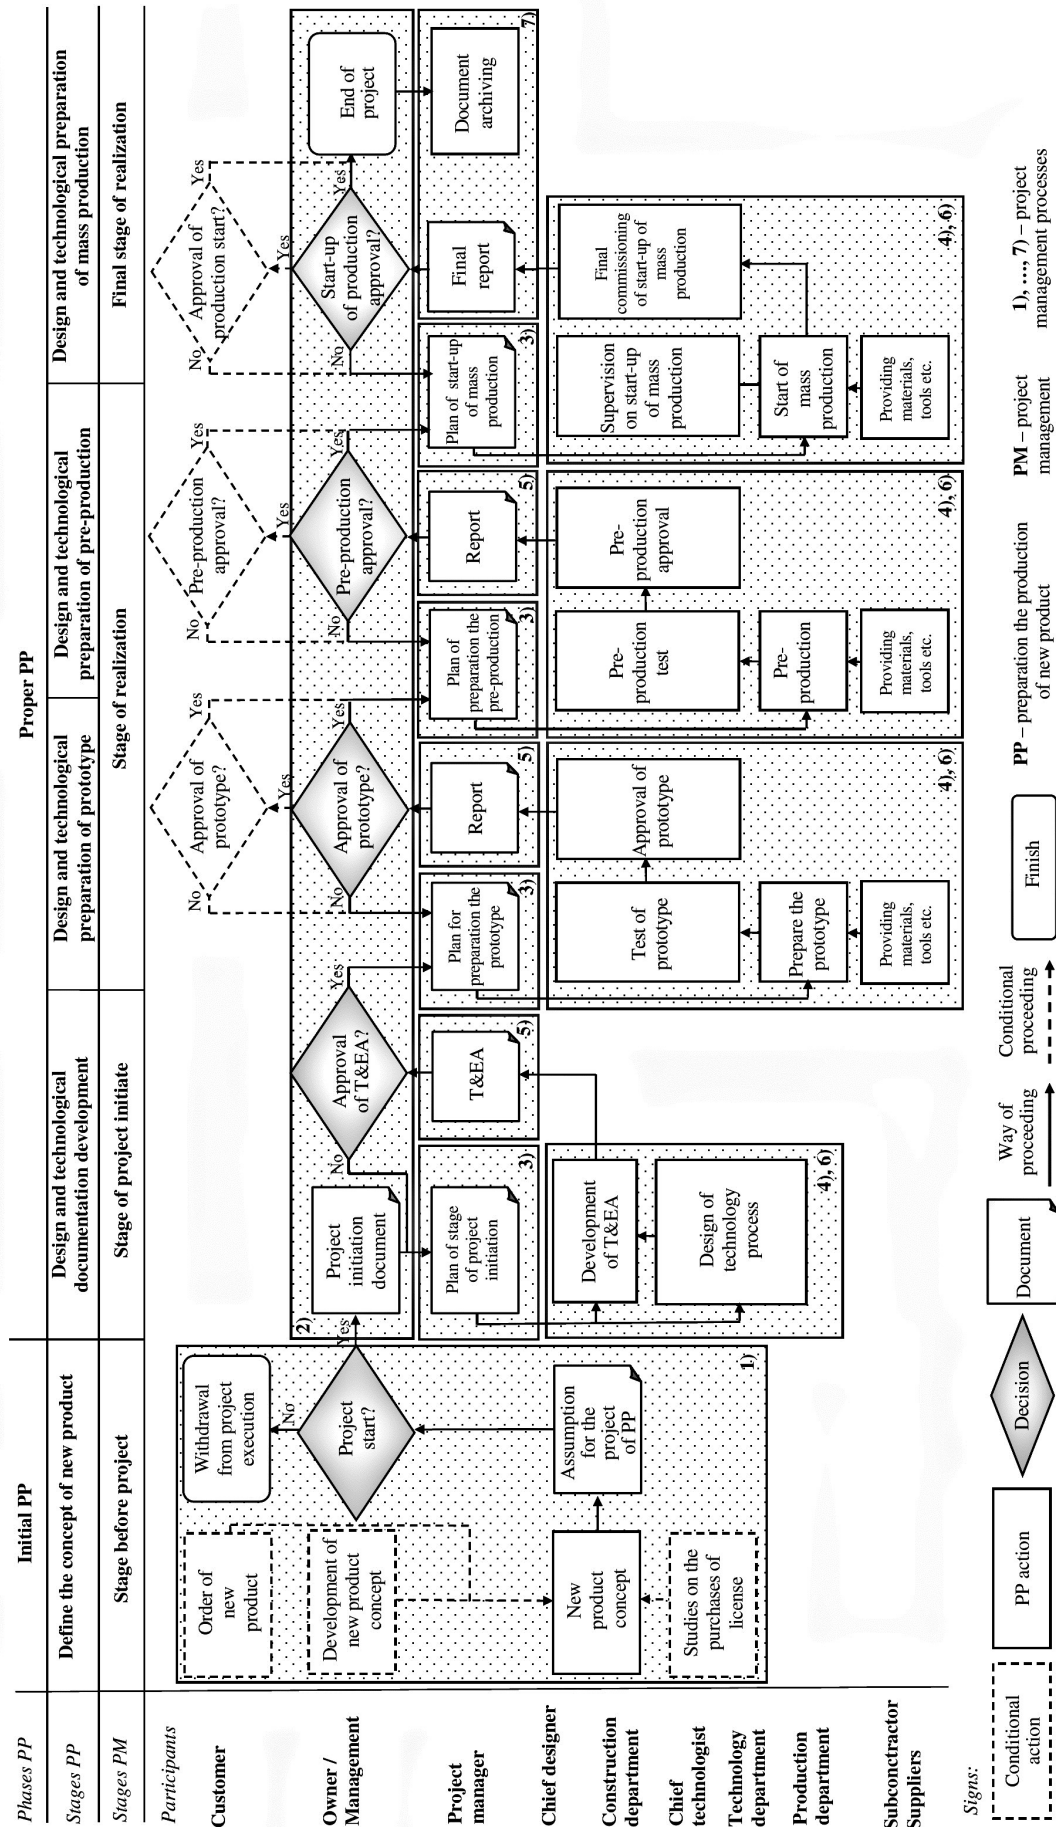 Phases PP
Initial PP
Proper PP
Stages PP
Define the concept of new product
Design and technological
documentation development
Design and technological
preparation of prototype
Design and technological
preparation of pre-production
Design and technological preparation
of mass production
Stages PM
Stage before project
Stage of project initiate
Stage of realization
Final stage of realization
Participants
Customer
Owner /
Management
Project
manager
Chief designer
Construction
department
Chief
technologist
Technology
department
Production
department
Subconctractor
Suppliers
Order of
new
product
Development of
new product
concept
New
product
concept
Studies on the
purchases of
license
Withdrawal
from project
execution
No
Project
start?
Yes
Assumption
for the
project
of PP
1)
2)
Project
initiation
document
No
Approval
of T&EA?
Yes
Plan of stage
of project
initiation
3)
T&EA
5)
Development
of T&EA
Design of
technology
process
4), 6)
No
Approval of
prototype?
Yes
Yes
No
Approval of
prototype?
Yes
Plan for
preparation the
prototype
3)
Report
5)
Test of
prototype
Approval of
prototype
Prepare the
prototype
Providing
materials,
tools etc.
4), 6)
No
Pre-production
approval?
Yes
Yes
No
Pre-production
approval?
Yes
Plan of
preparation the
pre-production
3)
Report
5)
Pre-
production
test
Pre-
production
approval
Pre-
production
Providing
materials,
tools etc.
4), 6)
No
Approval of
production start?
Yes
Yes
No
Start-up
of production
approval?
Yes
End of
project
Plan of start-up
of mass
production
3)
Final
report
Document
archiving
7)
Supervision
on start-up
of mass
production
Final
commissioning
of start-up of
mass
production
Start of
mass
production
Providing
materials,
tools etc.
4), 6)
Signs:
Conditional
action
PP action
Decision
Document
Way of
proceeding
Conditional
proceeding
Finish
PP – preparation the production
of new product
PM – project
management
1), …, 7) – project
management processes